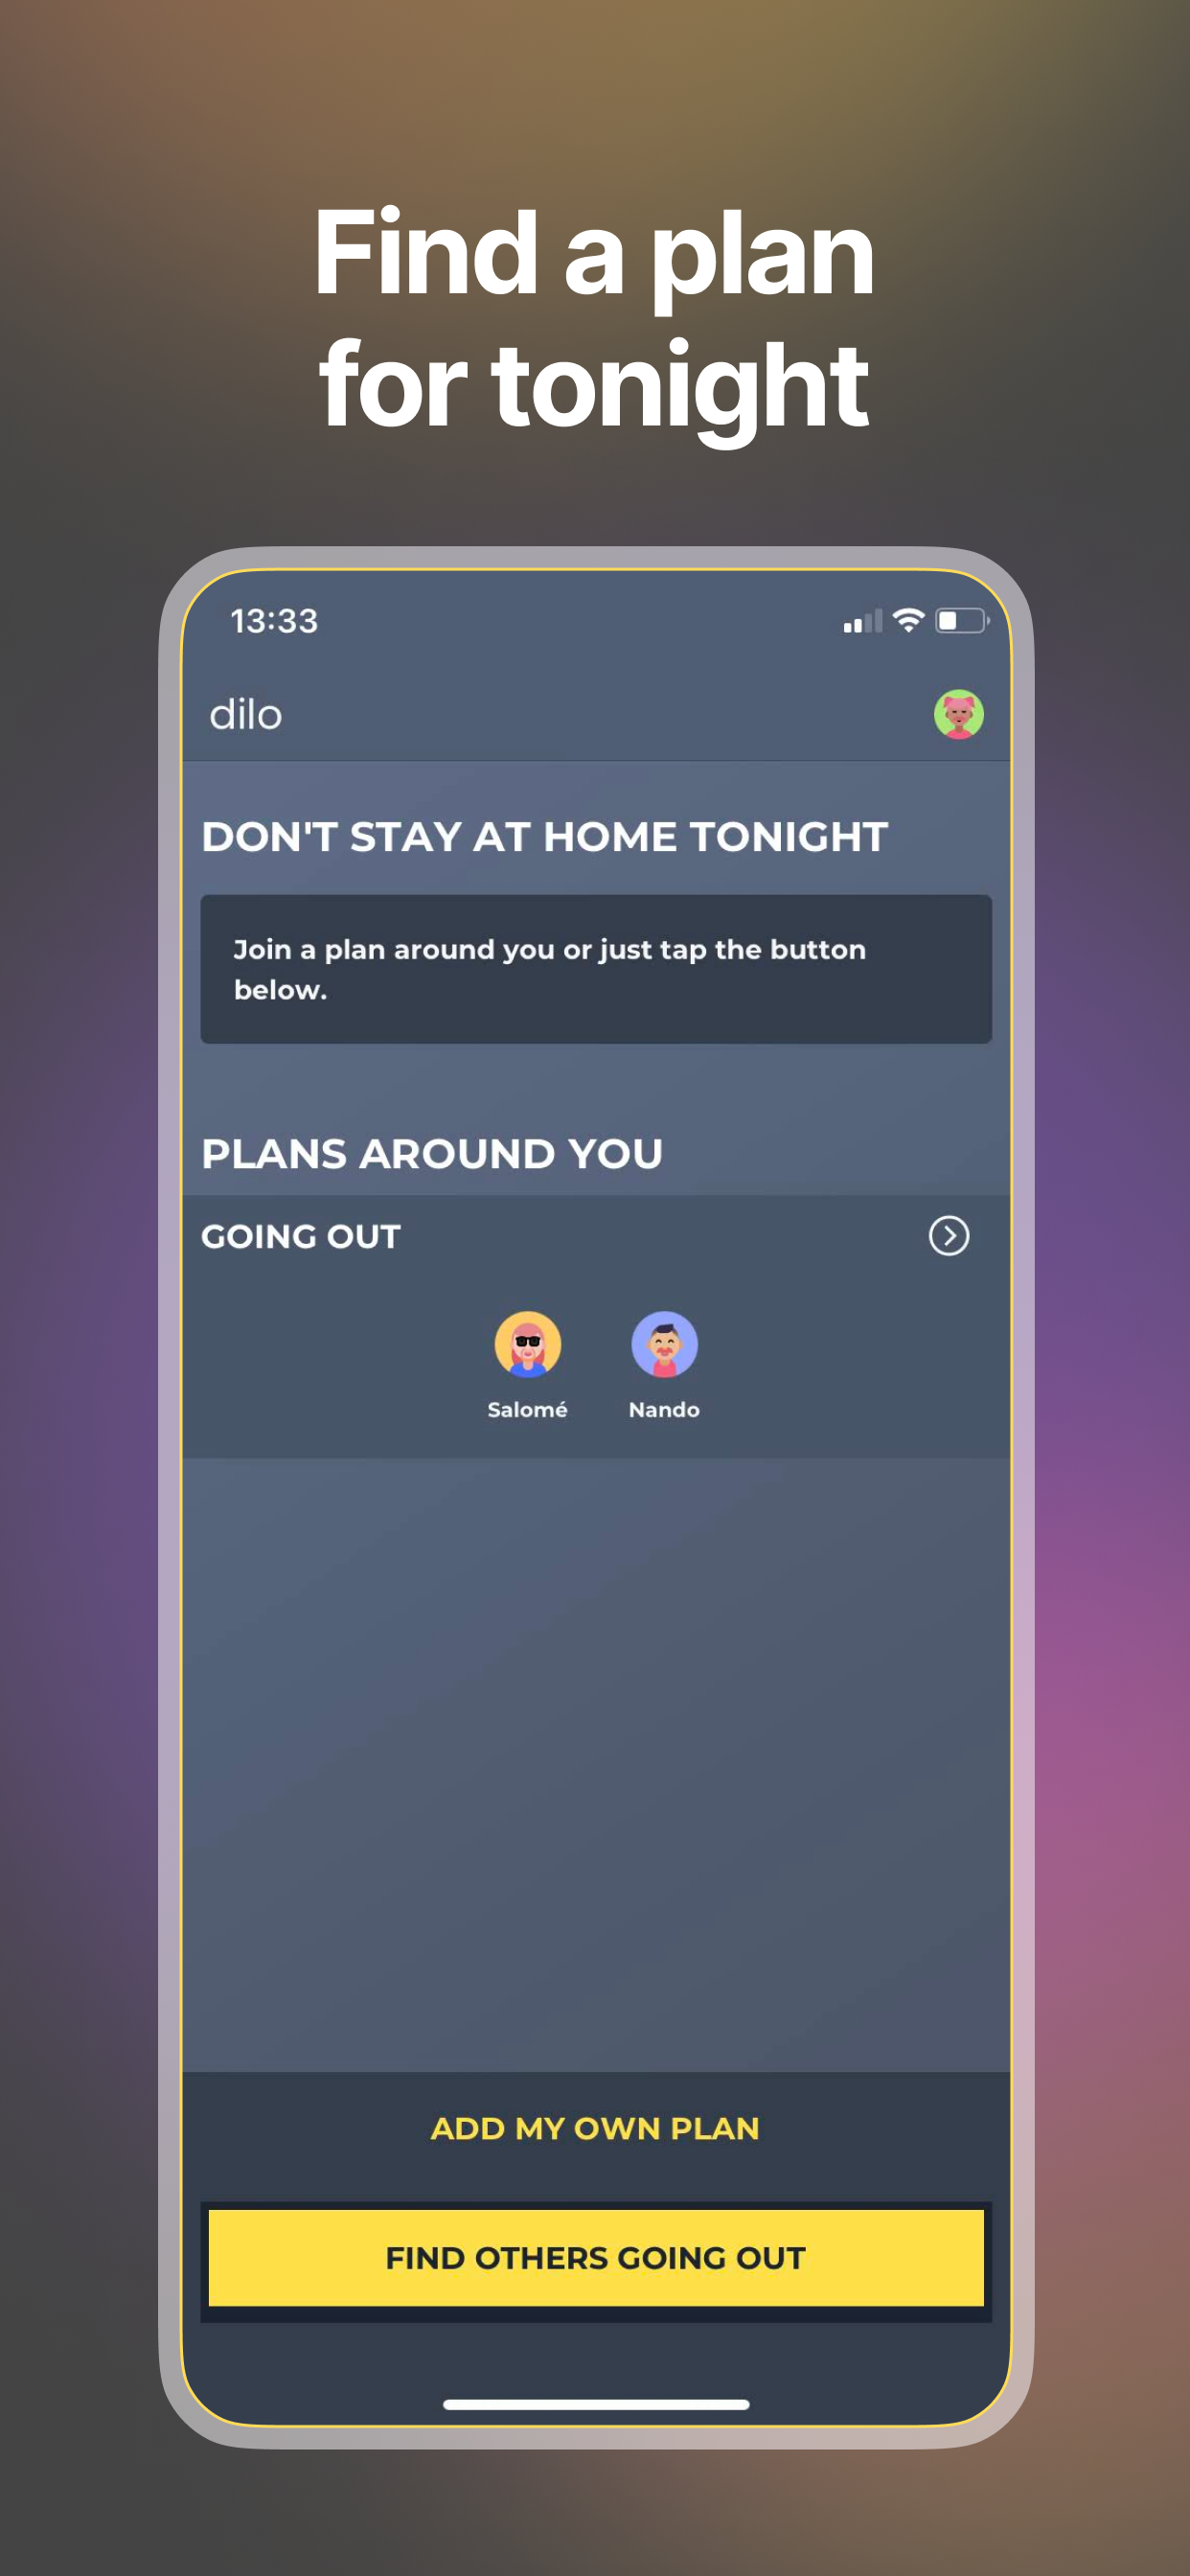 Find a plan
for tonight
13:33
dilo
DON'T STAY AT HOME TONIGHT
Join a plan around you or just tap the button
below.
PLANS AROUND YOU
GOING OUT
Salomé Nando
ADD MY OWN PLAN
FIND OTHERS GOING OUT